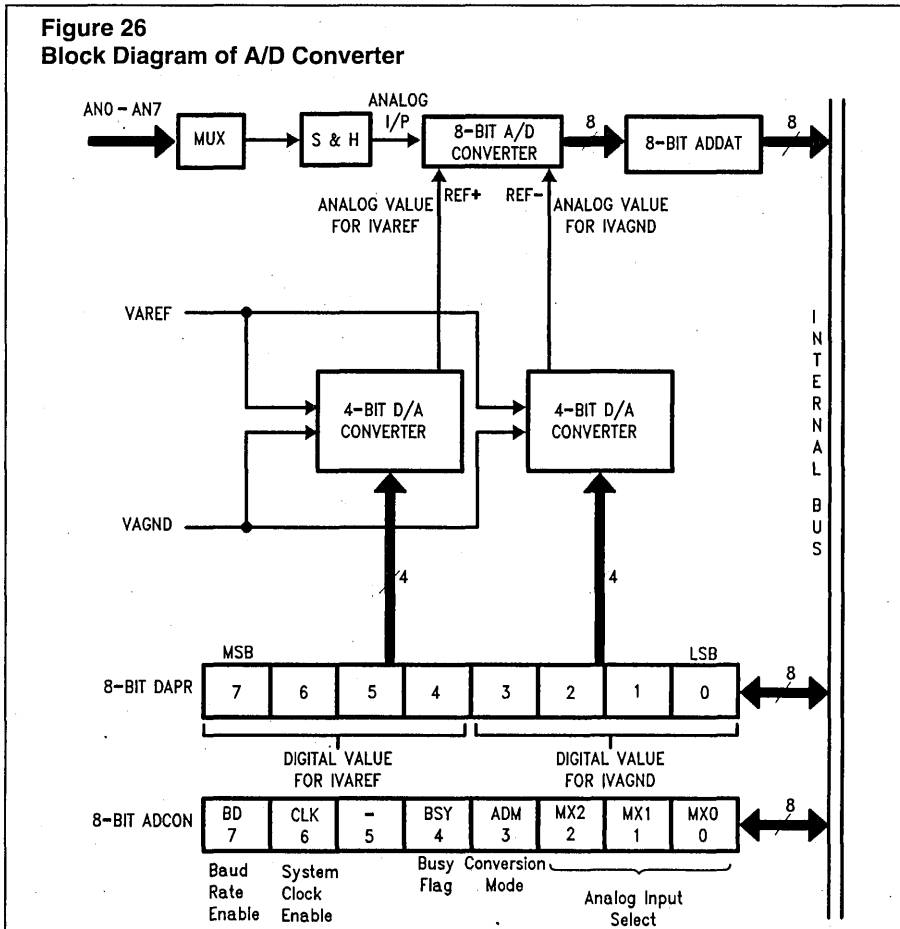 Figure 26
Block Diagram of A/D Converter
AN0 - AN7
MUX
S & H
ANALOG
I/P
8-BIT A/D
CONVERTER
8
8-BIT ADDAT
8
REF+
REF-
ANALOG VALUE
FOR IVAREF
ANALOG VALUE
FOR IVAGND
VAREF
4-BIT D/A
CONVERTER
4-BIT D/A
CONVERTER
VAGND
INTERNAL BUS
4
4
MSB
LSB
8-BIT DAPR
7 6 5 4 3 2 1 0
8
DIGITAL VALUE
FOR IVAREF
DIGITAL VALUE
FOR IVAGND
8-BIT ADCON
BD CLK - BSY ADM MX2 MX1 MX0
7 6 5 4 3 2 1 0
8
Baud
Rate
Enable
System
Clock
Enable
Busy
Flag
Conversion
Mode
Analog Input
Select